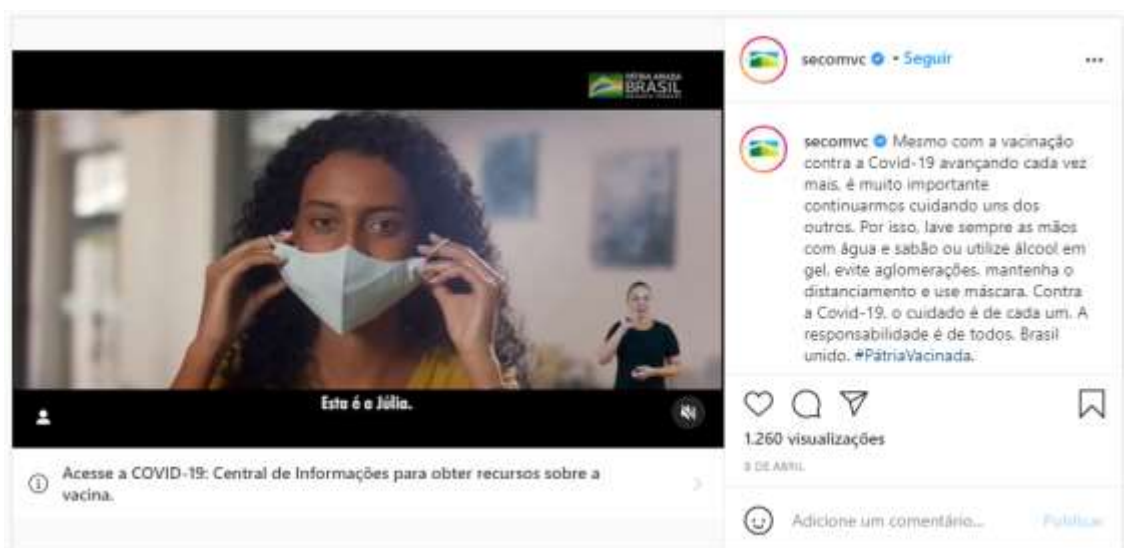 secomvc • Seguir
PÁTRIA AMADA
BRASIL
secomvc Mesmo com a vacinação
contra a Covid-19 avançando cada vez
mais, é muito importante
continuarmos cuidando uns dos
outros. Por isso, lave sempre as mãos
com água e sabão ou utilize álcool em
gel, evite aglomerações, mantenha o
distanciamento e use máscara. Contra
a Covid-19, o cuidado é de cada um. A
responsabilidade é de todos. Brasil
unido. #PátriaVacinada.
Esta é a Júlia.
1.260 visualizações
8 DE ABRIL
Acesse a COVID-19: Central de Informações para obter recursos sobre a
vacina.
Adicione um comentário... Publicar